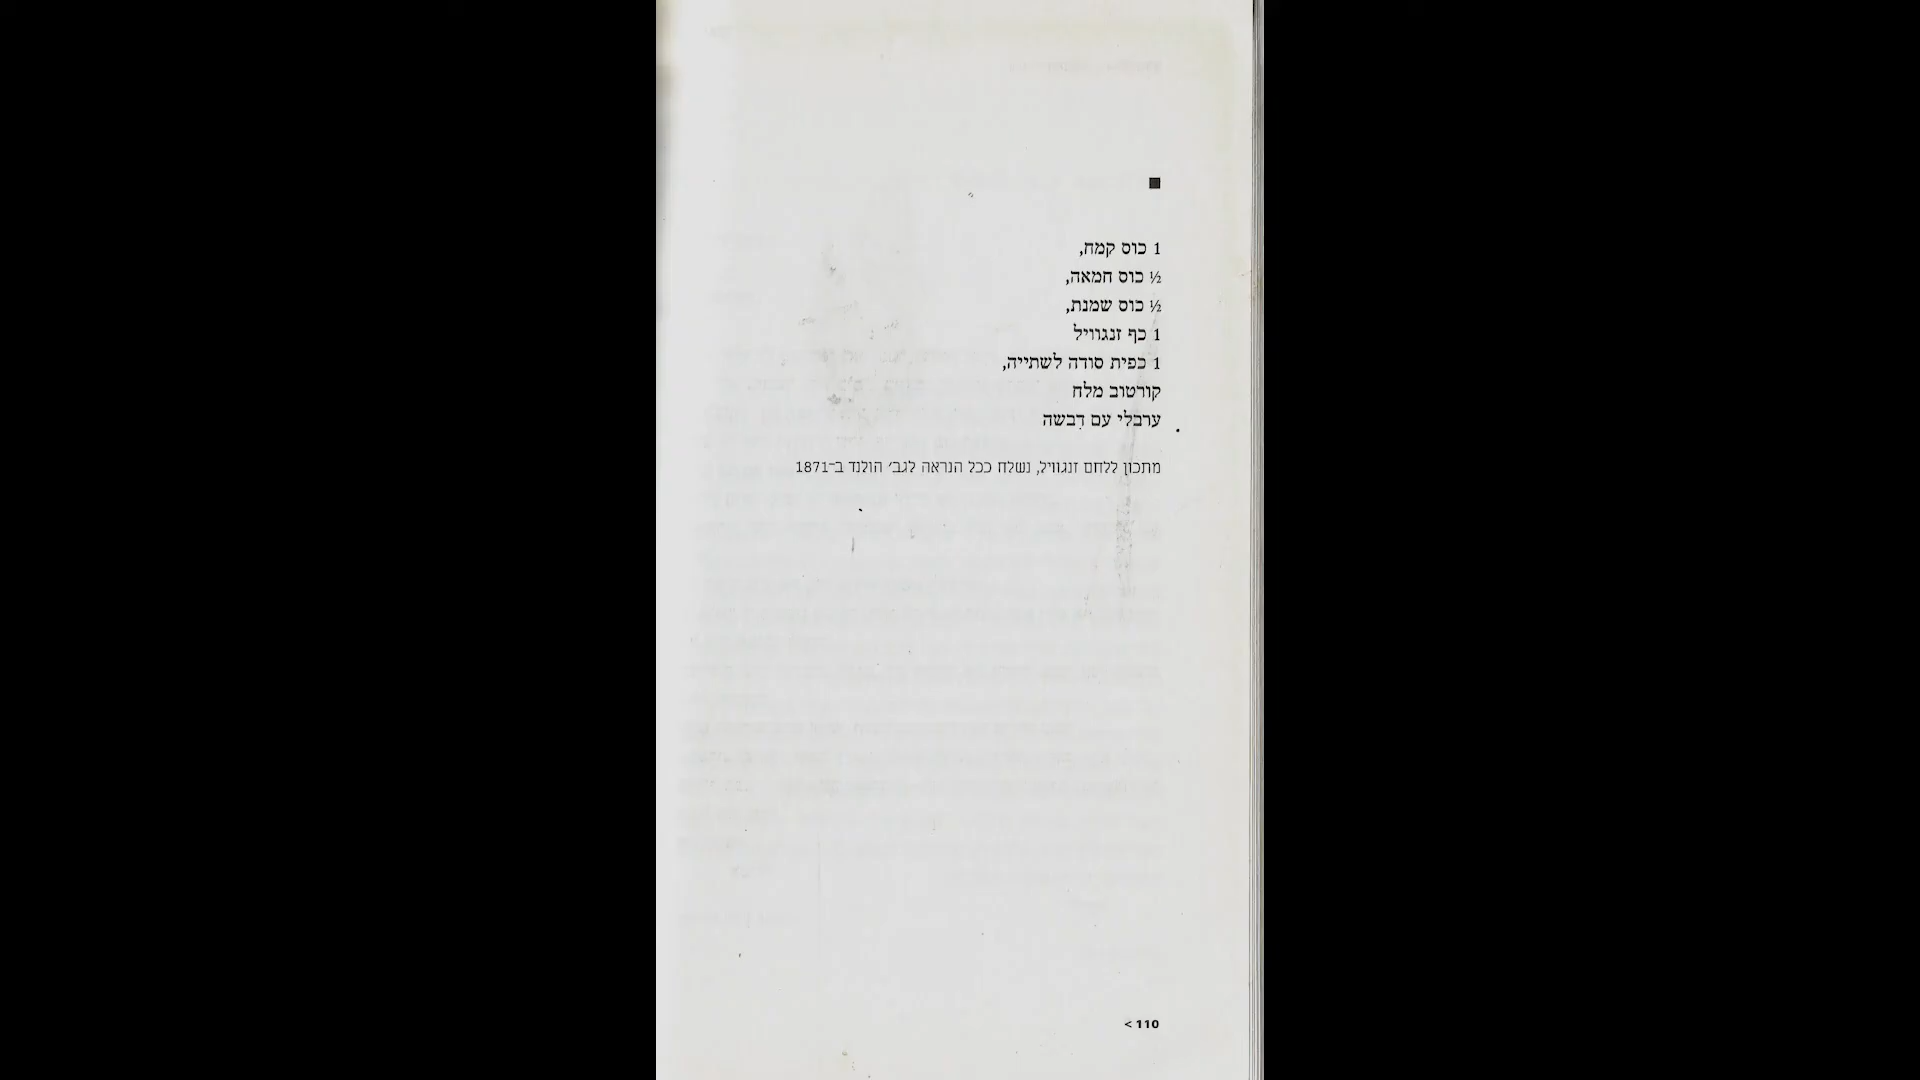 1 כוס קמח,
½ כוס חמאה,
½ כוס שמנת,
1 כף זנגוויל
1 כפית סודה לשתייה,
קורטוב מלח
ערבלי עם דִבשה
מתכון ללחם זנגוויל, נשלח ככל הנראה לגב׳ הולנד ב־1871
< 110